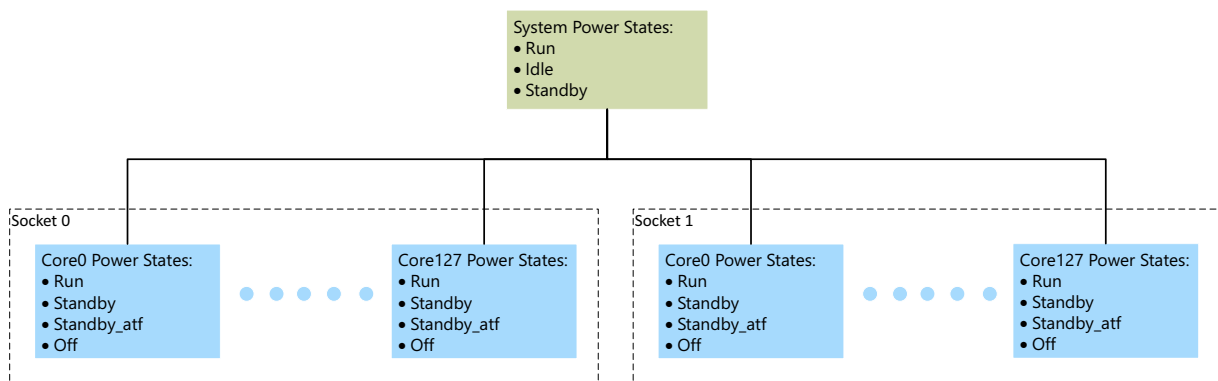 System Power States:
• Run
• Idle
• Standby
Socket 0
Core0 Power States:
• Run
• Standby
• Standby_atf
• Off
Core127 Power States:
• Run
• Standby
• Standby_atf
• Off
Socket 1
Core0 Power States:
• Run
• Standby
• Standby_atf
• Off
Core127 Power States:
• Run
• Standby
• Standby_atf
• Off